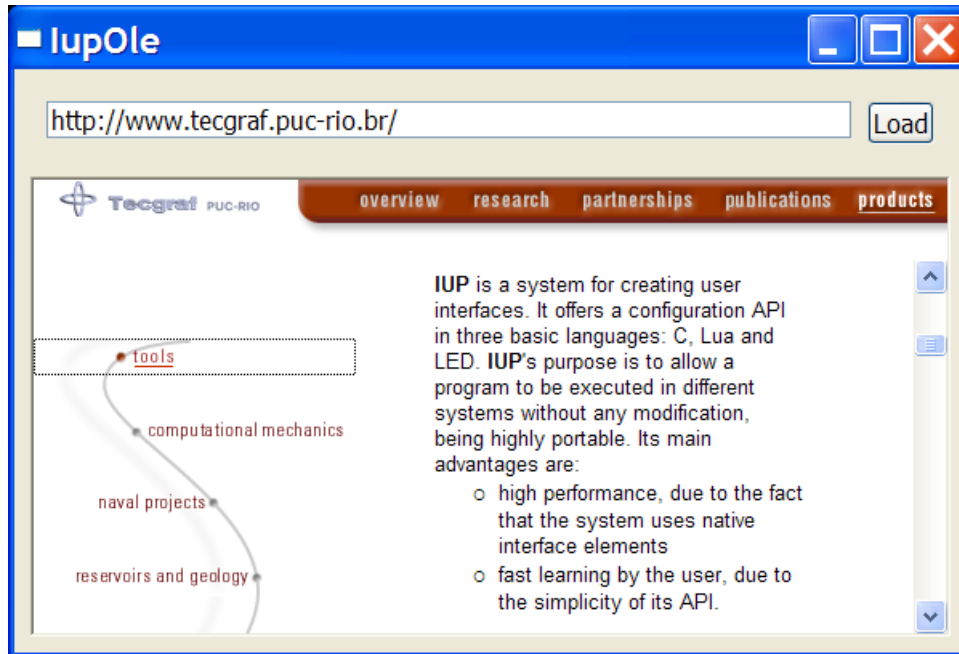 IupOle
http://www.tecgraf.puc-rio.br/
Load
Tecgraf PUC-RIO
overview research partnerships publications products
IUP is a system for creating user
interfaces. It offers a configuration API
in three basic languages: C, Lua and
LED. IUP's purpose is to allow a
program to be executed in different
systems without any modification,
being highly portable. Its main
advantages are:
o high performance, due to the fact
that the system uses native
interface elements
o fast learning by the user, due to
the simplicity of its API.
tools
computational mechanics
naval projects
reservoirs and geology